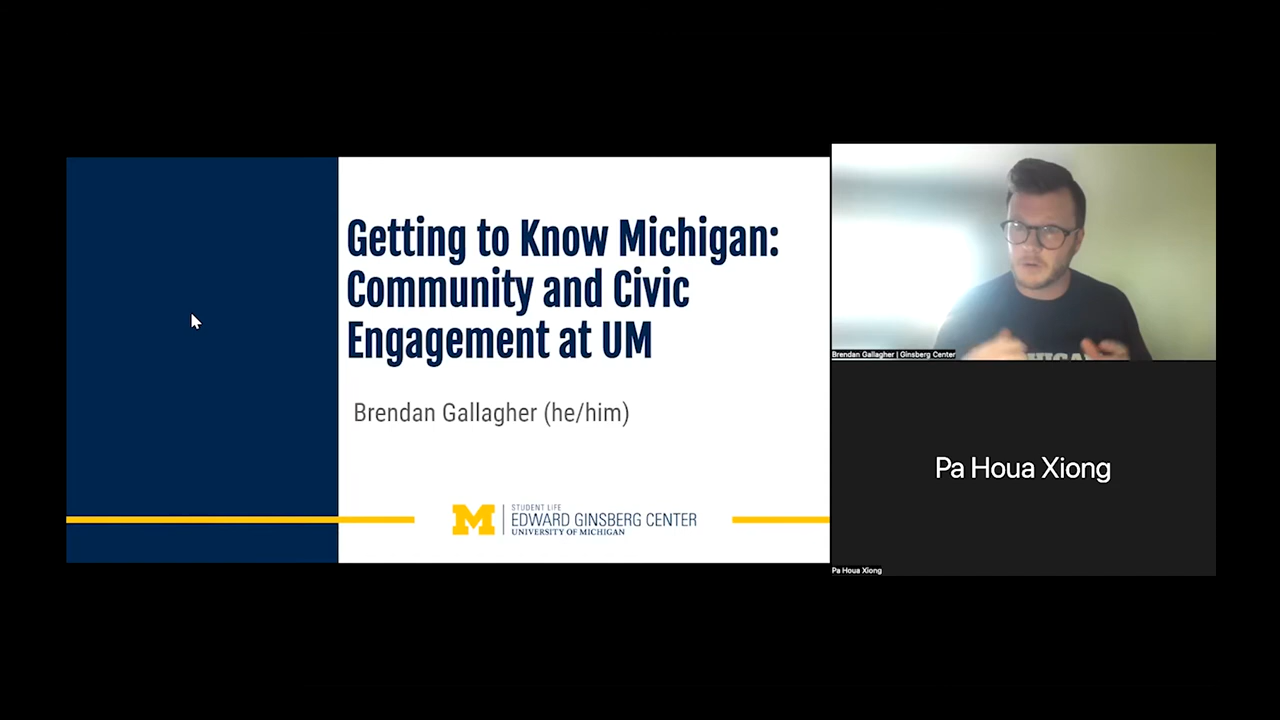 Getting to Know Michigan:
Community and Civic
Engagement at UM
Brendan Gallagher (he/him)
M
STUDENT LIFE
EDWARD GINSBERG CENTER
UNIVERSITY OF MICHIGAN
Brendan Gallagher | Ginsberg Center
Pa Houa Xiong
Pa Houa Xiong